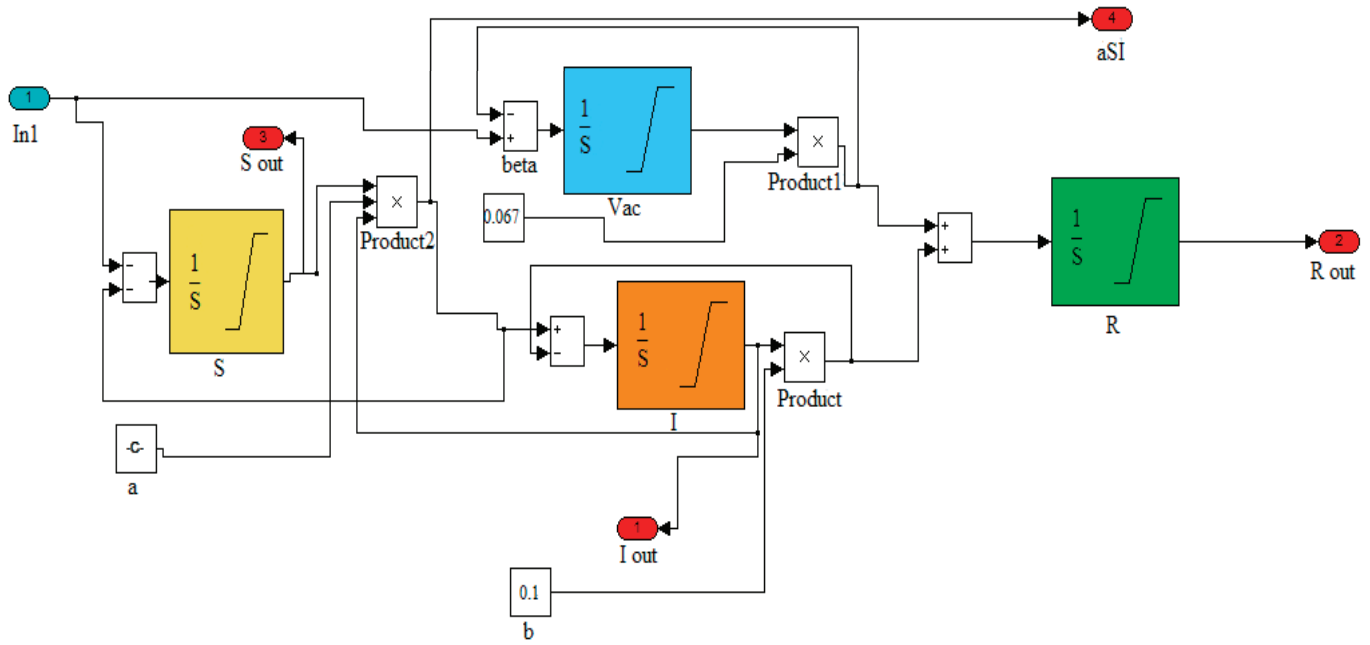 4
aSI
1
In1
3
S out
-
+
beta
1
S
Vac
×
Product1
0.067
×
Product2
-
-
1
S
S
+
+
1
S
R
2
R out
+
-
1
S
I
×
Product
-C-
a
1
I out
0.1
b